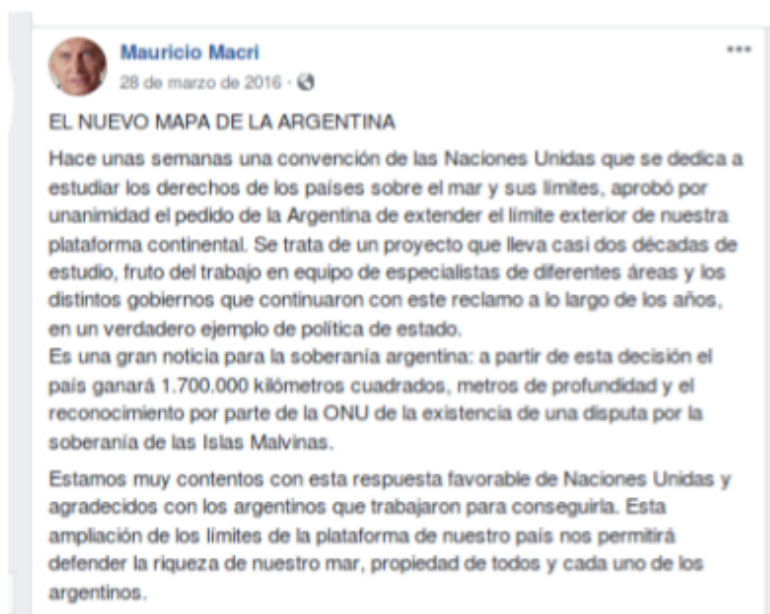 Mauricio Macri
28 de marzo de 2016 ·
EL NUEVO MAPA DE LA ARGENTINA
Hace unas semanas una convención de las Naciones Unidas que se dedica a
estudiar los derechos de los países sobre el mar y sus límites, aprobó por
unanimidad el pedido de la Argentina de extender el límite exterior de nuestra
plataforma continental. Se trata de un proyecto que lleva casi dos décadas de
estudio, fruto del trabajo en equipo de especialistas de diferentes áreas y los
distintos gobiernos que continuaron con este reclamo a lo largo de los años,
en un verdadero ejemplo de política de estado.
Es una gran noticia para la soberanía argentina: a partir de esta decisión el
país ganará 1.700.000 kilómetros cuadrados, metros de profundidad y el
reconocimiento por parte de la ONU de la existencia de una disputa por la
soberanía de las Islas Malvinas.
Estamos muy contentos con esta respuesta favorable de Naciones Unidas y
agradecidos con los argentinos que trabajaron para conseguirla. Esta
ampliación de los límites de la plataforma de nuestro país nos permitirá
defender la riqueza de nuestro mar, propiedad de todos y cada uno de los
argentinos.